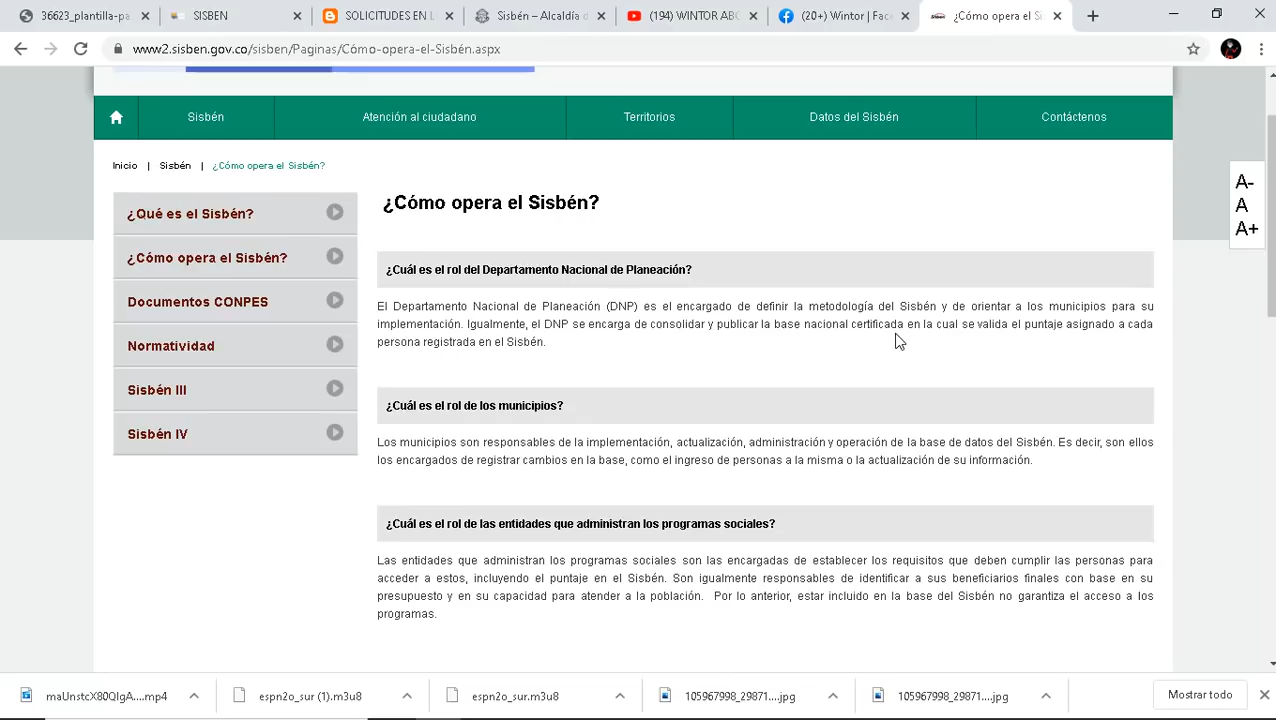 36623_plantilla-pa
SISBEN
SOLICITUDES EN L
Sisbén – Alcaldía d
(194) WINTOR ABC
(20+) Wintor | Fac
¿Cómo opera el Si
www2.sisben.gov.co/sisben/Paginas/Cómo-opera-el-Sisbén.aspx
Sisbén
Atención al ciudadano
Territorios
Datos del Sisbén
Contáctenos
Inicio | Sisbén | ¿Cómo opera el Sisbén?
A-
A
A+
¿Qué es el Sisbén?
¿Cómo opera el Sisbén?
Documentos CONPES
Normatividad
Sisbén III
Sisbén IV
¿Cómo opera el Sisbén?
¿Cuál es el rol del Departamento Nacional de Planeación?
El Departamento Nacional de Planeación (DNP) es el encargado de definir la metodología del Sisbén y de orientar a los municipios para su
implementación. Igualmente, el DNP se encarga de consolidar y publicar la base nacional certificada en la cual se valida el puntaje asignado a cada
persona registrada en el Sisbén.
¿Cuál es el rol de los municipios?
Los municipios son responsables de la implementación, actualización, administración y operación de la base de datos del Sisbén. Es decir, son ellos
los encargados de registrar cambios en la base, como el ingreso de personas a la misma o la actualización de su información.
¿Cuál es el rol de las entidades que administran los programas sociales?
Las entidades que administran los programas sociales son las encargadas de establecer los requisitos que deben cumplir las personas para
acceder a estos, incluyendo el puntaje en el Sisbén. Son igualmente responsables de identificar a sus beneficiarios finales con base en su
presupuesto y en su capacidad para atender a la población. Por lo anterior, estar incluido en la base del Sisbén no garantiza el acceso a los
programas.
maUnstcX80QIgA....mp4
espn2o_sur (1).m3u8
espn2o_sur.m3u8
105967998_29871....jpg
105967998_29871....jpg
Mostrar todo